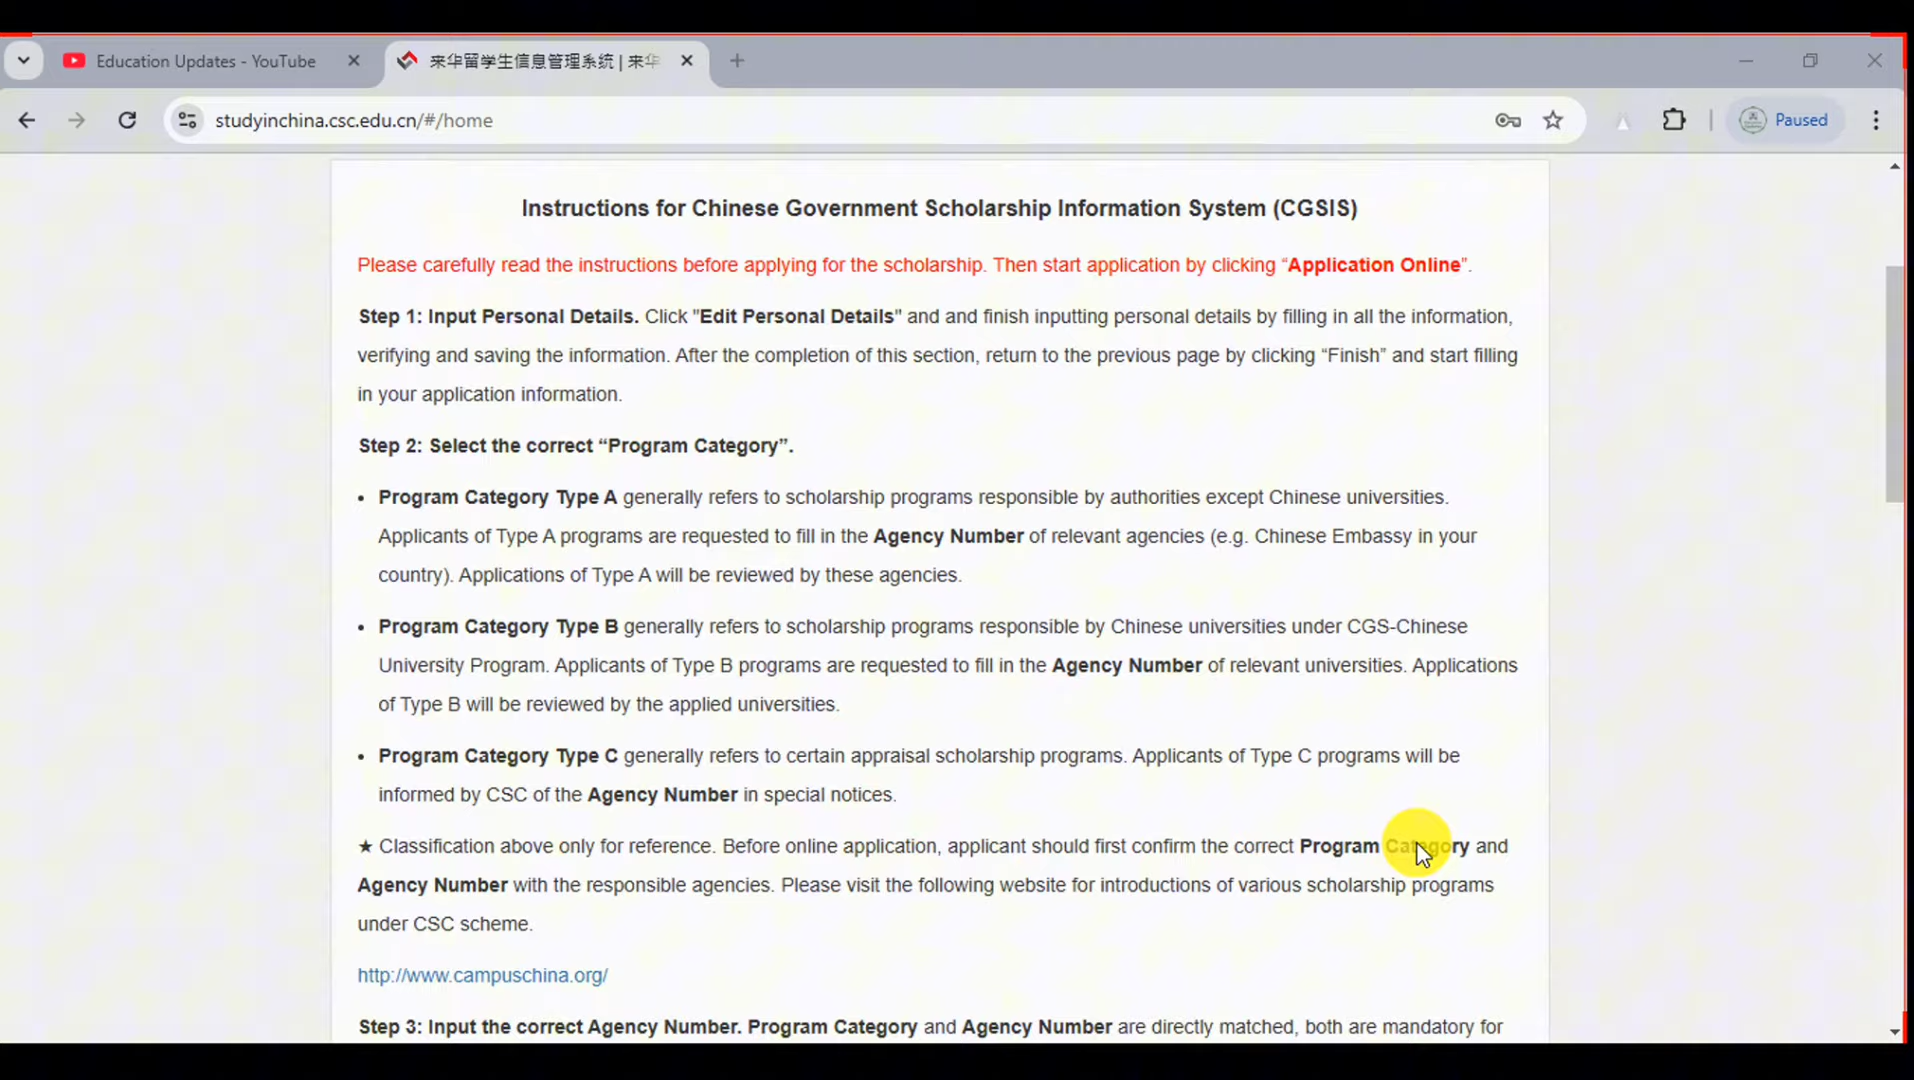 Education Updates - YouTube
来华留学生信息管理系统 | 来华
studyinchina.csc.edu.cn/#/home
Paused
Instructions for Chinese Government Scholarship Information System (CGSIS)
Please carefully read the instructions before applying for the scholarship. Then start application by clicking “Application Online”.
Step 1: Input Personal Details. Click "Edit Personal Details" and and finish inputting personal details by filling in all the information,
verifying and saving the information. After the completion of this section, return to the previous page by clicking “Finish” and start filling
in your application information.
Step 2: Select the correct “Program Category”.
• Program Category Type A generally refers to scholarship programs responsible by authorities except Chinese universities.
Applicants of Type A programs are requested to fill in the Agency Number of relevant agencies (e.g. Chinese Embassy in your
country). Applications of Type A will be reviewed by these agencies.
• Program Category Type B generally refers to scholarship programs responsible by Chinese universities under CGS-Chinese
University Program. Applicants of Type B programs are requested to fill in the Agency Number of relevant universities. Applications
of Type B will be reviewed by the applied universities.
• Program Category Type C generally refers to certain appraisal scholarship programs. Applicants of Type C programs will be
informed by CSC of the Agency Number in special notices.
★ Classification above only for reference. Before online application, applicant should first confirm the correct Program Category and
Agency Number with the responsible agencies. Please visit the following website for introductions of various scholarship programs
under CSC scheme.
http://www.campuschina.org/
Step 3: Input the correct Agency Number. Program Category and Agency Number are directly matched, both are mandatory for